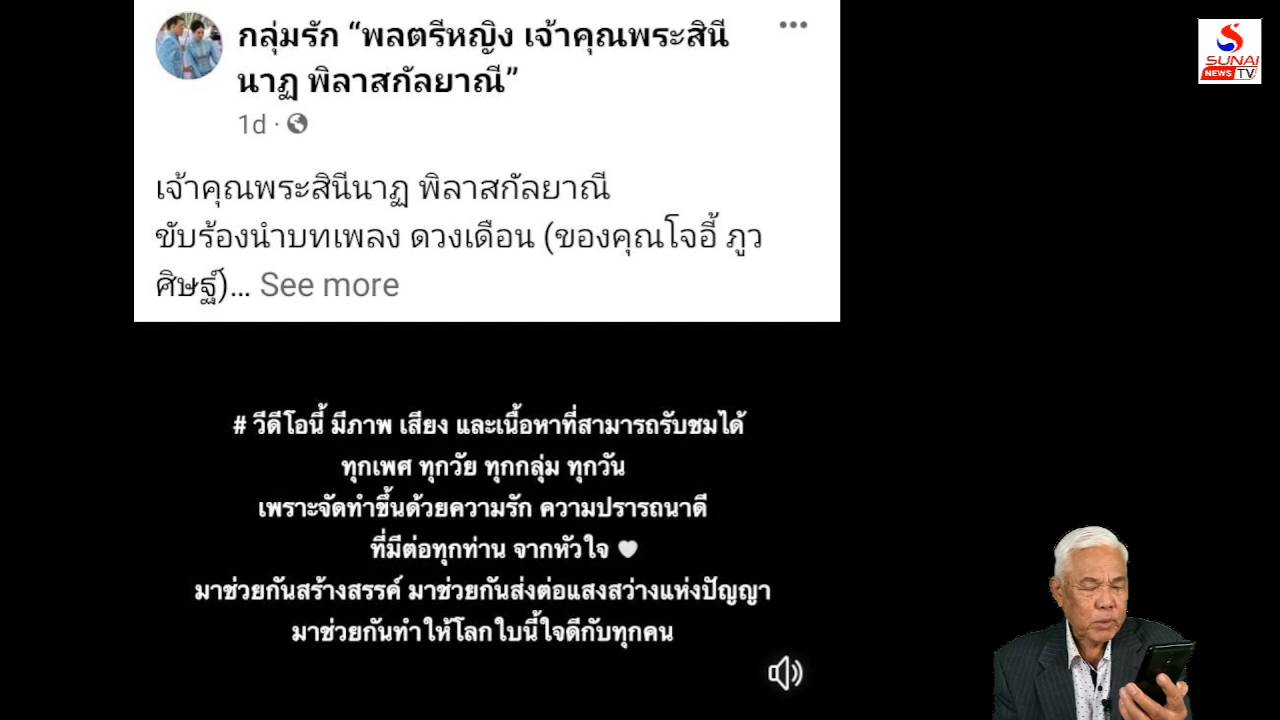 กลุ่มรัก “พลตรีหญิง เจ้าคุณพระสินี
นาฏ พิลาสกัลยาณี”
1d ·
เจ้าคุณพระสินีนาฏ พิลาสกัลยาณี
ขับร้องนำบทเพลง ดวงเดือน (ของคุณโจอี้ ภูว
ศิษฐ์)... See more
# วีดีโอนี้ มีภาพ เสียง และเนื้อหาที่สามารถรับชมได้
ทุกเพศ ทุกวัย ทุกกลุ่ม ทุกวัน
เพราะจัดทำขึ้นด้วยความรัก ความปรารถนาดี
ที่มีต่อทุกท่าน จากหัวใจ
มาช่วยกันสร้างสรรค์ มาช่วยกันส่งต่อแสงสว่างแห่งปัญญา
มาช่วยกันทำให้โลกใบนี้ใจดีกับทุกคน
SUNAI
NEWS TV